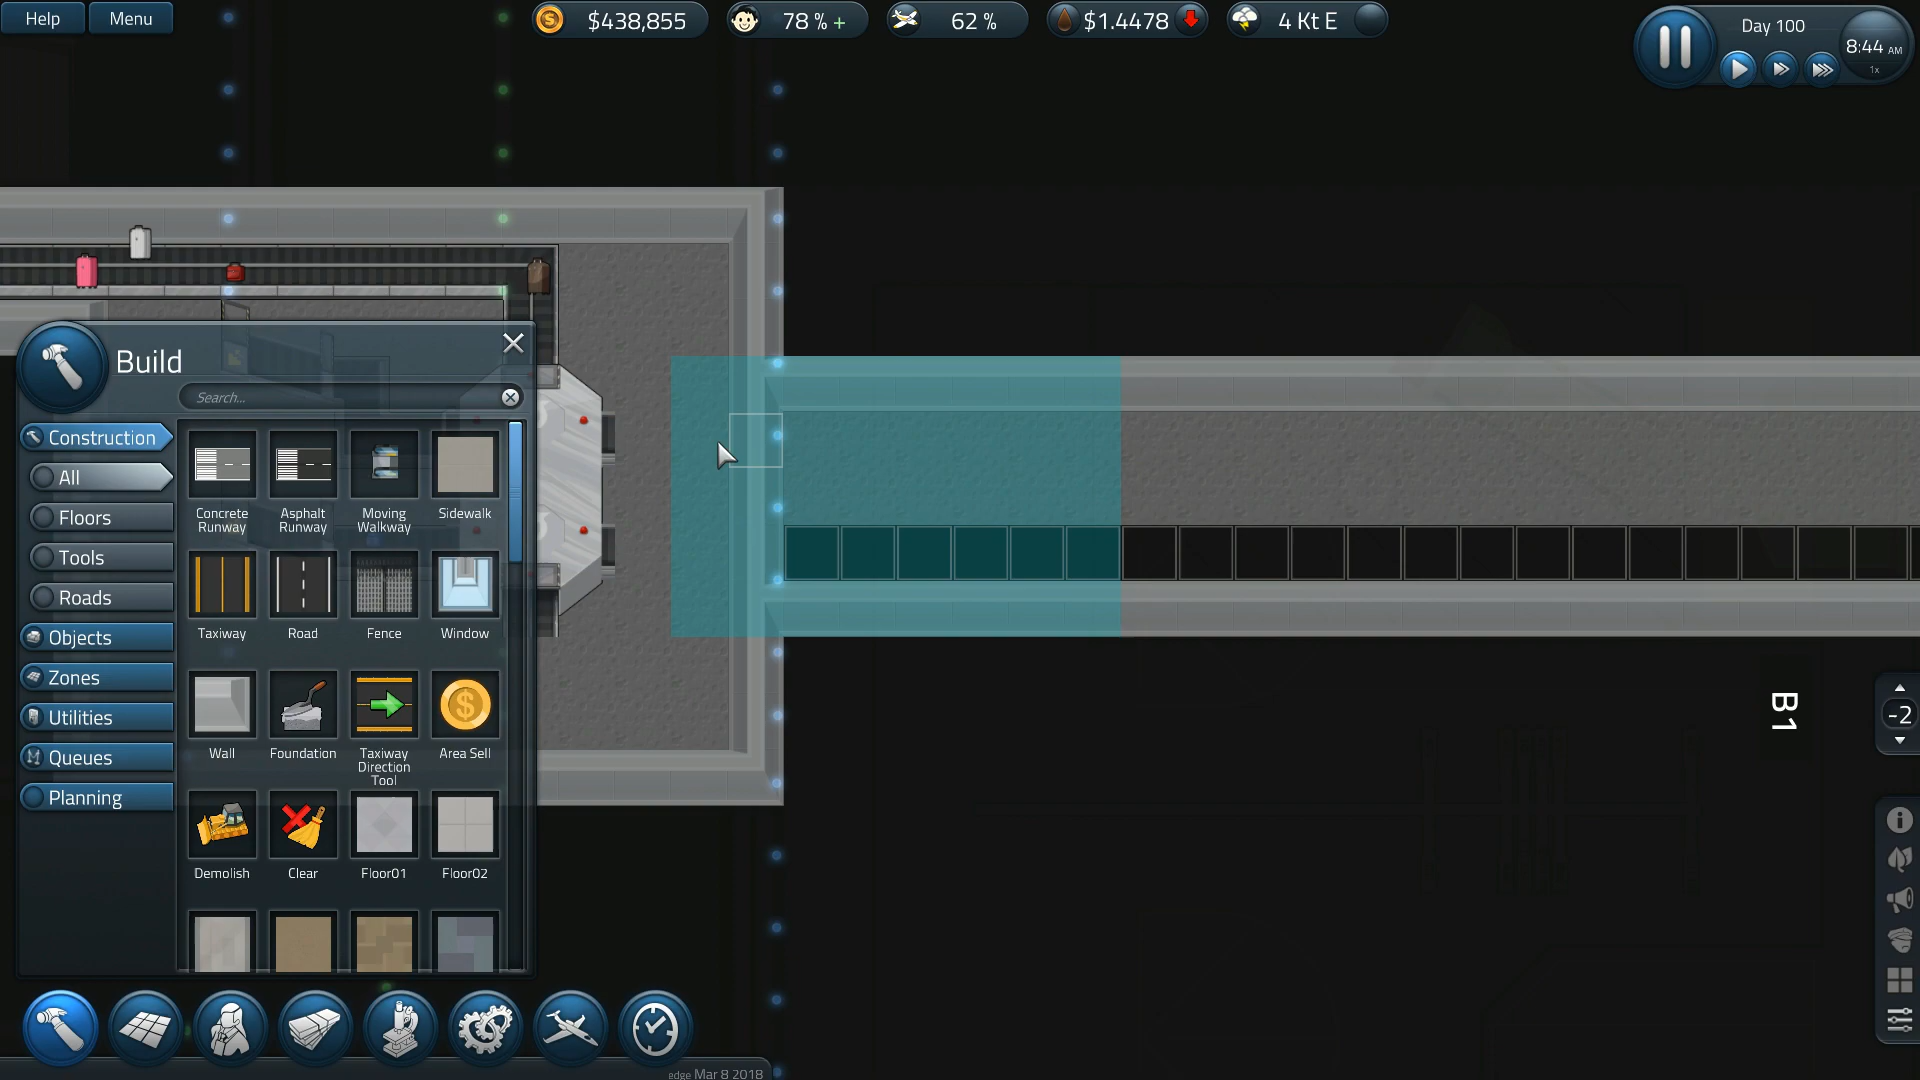 Help
Menu
$438,855
78 % +
62 %
$1.4478
4 Kt E
Day 100
8:44 AM
1x
Build
Search...
Construction
All
Floors
Tools
Roads
Objects
Zones
Utilities
Queues
Planning
Concrete Runway
Asphalt Runway
Moving Walkway
Sidewalk
Taxiway
Road
Fence
Window
Wall
Foundation
Taxiway Direction Tool
Area Sell
Demolish
Clear
Floor01
Floor02
B1
-2
edge Mar 8 2018